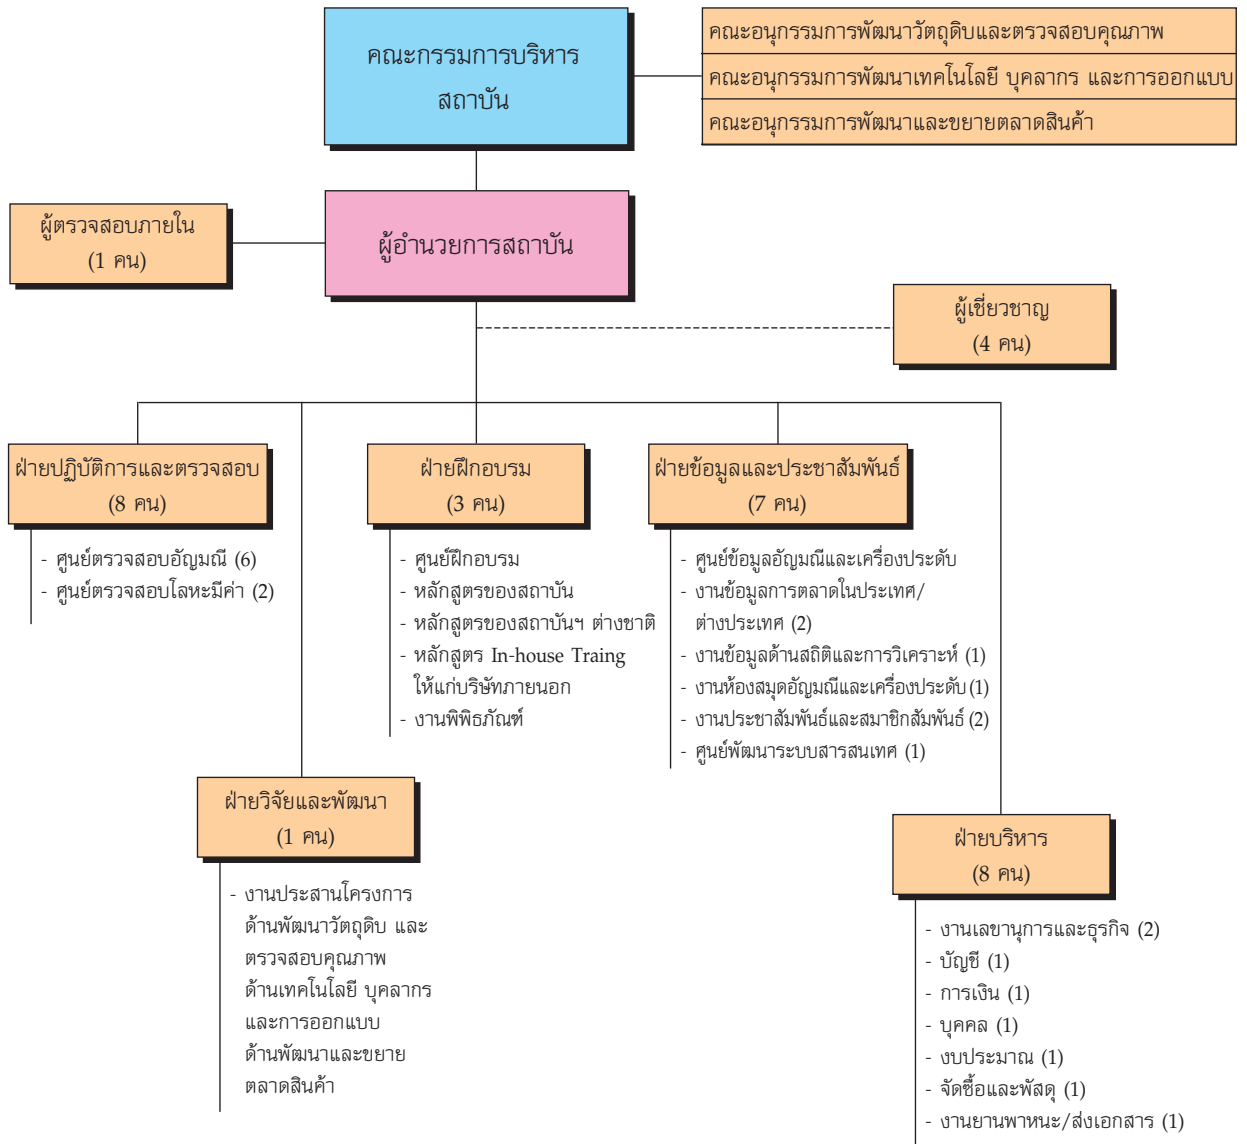 คณะกรรมการบริหาร
สถาบัน
คณะอนุกรรมการพัฒนาวัตถุดิบและตรวจสอบคุณภาพ
คณะอนุกรรมการพัฒนาเทคโนโลยี บุคลากร และการออกแบบ
คณะอนุกรรมการพัฒนาและขยายตลาดสินค้า
ผู้ตรวจสอบภายใน
(1 คน)
ผู้อำนวยการสถาบัน
ผู้เชี่ยวชาญ
(4 คน)
ฝ่ายปฏิบัติการและตรวจสอบ
(8 คน)
- ศูนย์ตรวจสอบอัญมณี (6)
- ศูนย์ตรวจสอบโลหะมีค่า (2)
ฝ่ายฝึกอบรม
(3 คน)
- ศูนย์ฝึกอบรม
- หลักสูตรของสถาบัน
- หลักสูตรของสถาบันฯ ต่างชาติ
- หลักสูตร In-house Traing
ให้แก่บริษัทภายนอก
- งานพิพิธภัณฑ์
ฝ่ายข้อมูลและประชาสัมพันธ์
(7 คน)
- ศูนย์ข้อมูลอัญมณีและเครื่องประดับ
- งานข้อมูลการตลาดในประเทศ/
ต่างประเทศ (2)
- งานข้อมูลด้านสถิติและการวิเคราะห์ (1)
- งานห้องสมุดอัญมณีและเครื่องประดับ (1)
- งานประชาสัมพันธ์และสมาชิกสัมพันธ์ (2)
- ศูนย์พัฒนาระบบสารสนเทศ (1)
ฝ่ายวิจัยและพัฒนา
(1 คน)
- งานประสานโครงการ
ด้านพัฒนาวัตถุดิบ และ
ตรวจสอบคุณภาพ
ด้านเทคโนโลยี บุคลากร
และการออกแบบ
ด้านพัฒนาและขยาย
ตลาดสินค้า
ฝ่ายบริหาร
(8 คน)
- งานเลขานุการและธุรกิจ (2)
- บัญชี (1)
- การเงิน (1)
- บุคคล (1)
- งบประมาณ (1)
- จัดซื้อและพัสดุ (1)
- งานยานพาหนะ/ส่งเอกสาร (1)